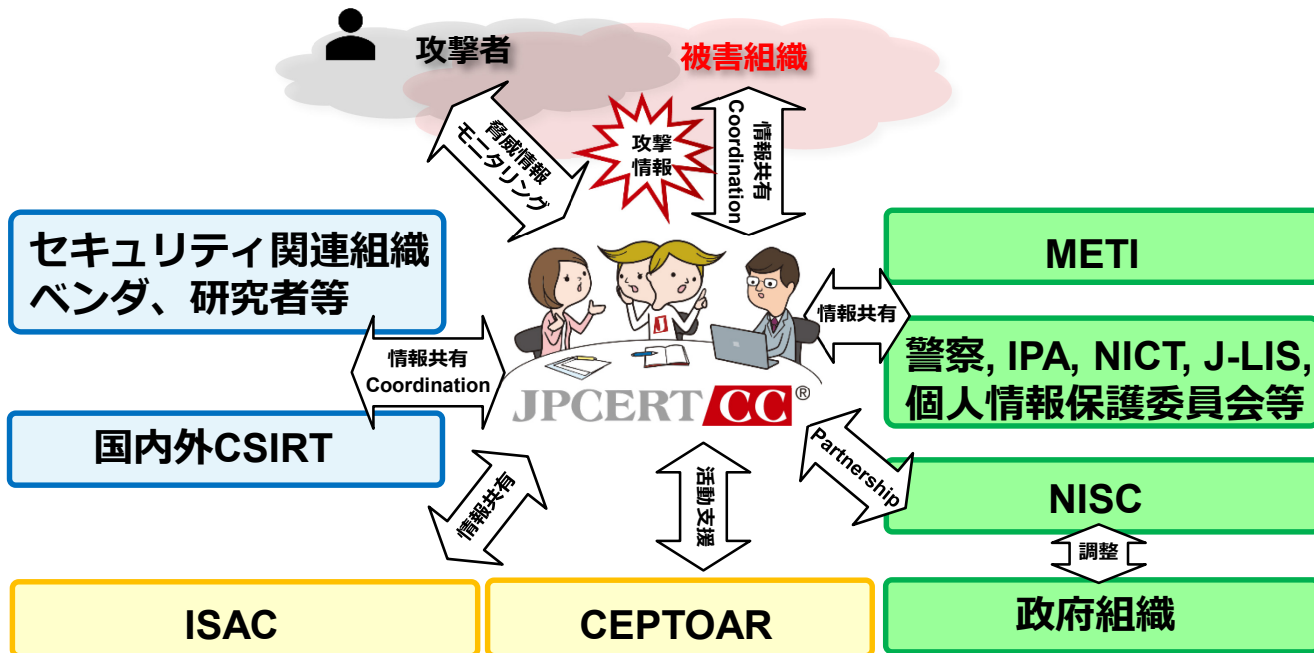 攻撃者
被害組織
脅威情報
モニタリング
攻撃
情報
情報共有
Coordination
セキュリティ関連組織
ベンダ、研究者等
METI
情報共有
警察, IPA, NICT, J-LIS,
個人情報保護委員会等
情報共有
Coordination
J
JPCERT CC®
国内外CSIRT
Partnership
NISC
情報共有
活動支援
調整
ISAC
CEPTOAR
政府組織